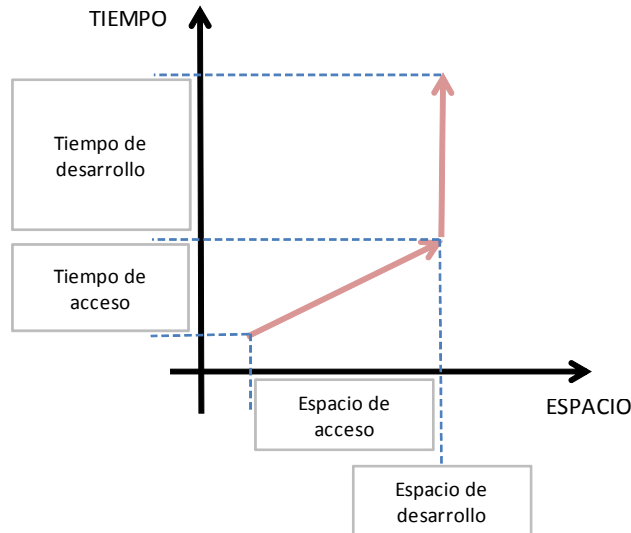 TIEMPO
Tiempo de
desarrollo
Tiempo de
acceso
Espacio de
acceso
ESPACIO
Espacio de
desarrollo